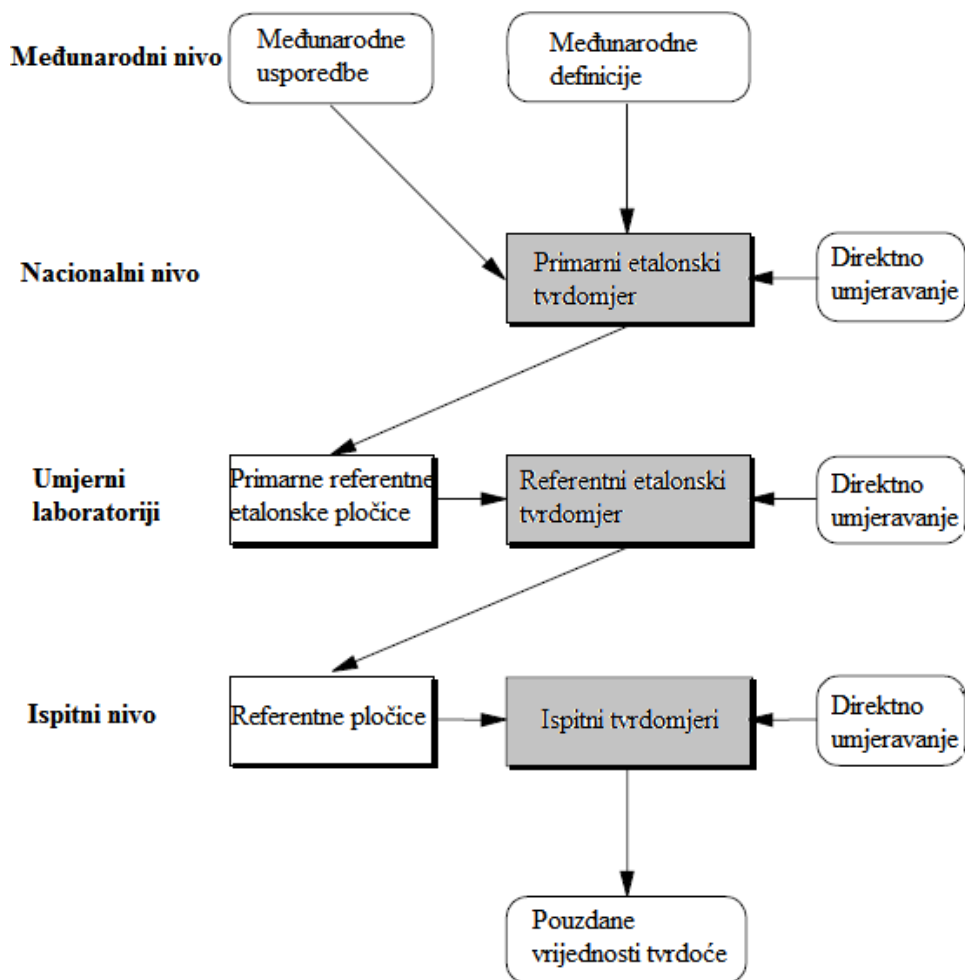 Međunarodni nivo
Međunarodne
usporedbe
Međunarodne
definicije
Nacionalni nivo
Primarni etalonski
tvrdomjer
Direktno
umjeravanje
Umjerni
laboratoriji
Primarne referentne
etalonske pločice
Referentni etalonski
tvrdomjer
Direktno
umjeravanje
Ispitni nivo
Referentne pločice
Ispitni tvrdomjeri
Direktno
umjeravanje
Pouzdane
vrijednosti tvrdoće